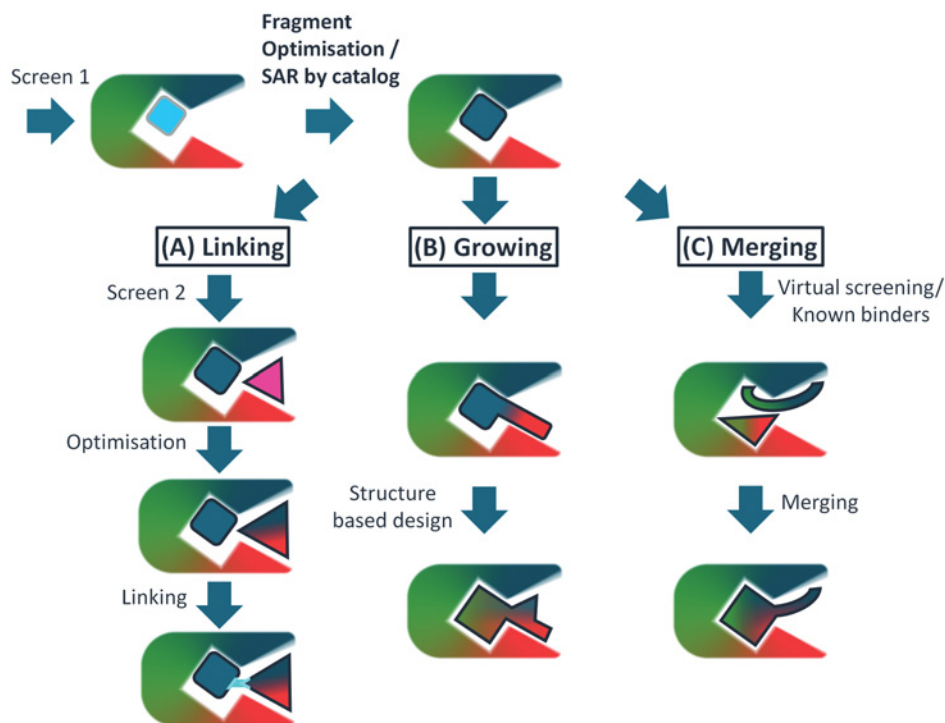 Fragment
Optimisation /
SAR by catalog
Screen 1
(A) Linking
(B) Growing
(C) Merging
Screen 2
Virtual screening/
Known binders
Optimisation
Structure
based design
Merging
Linking